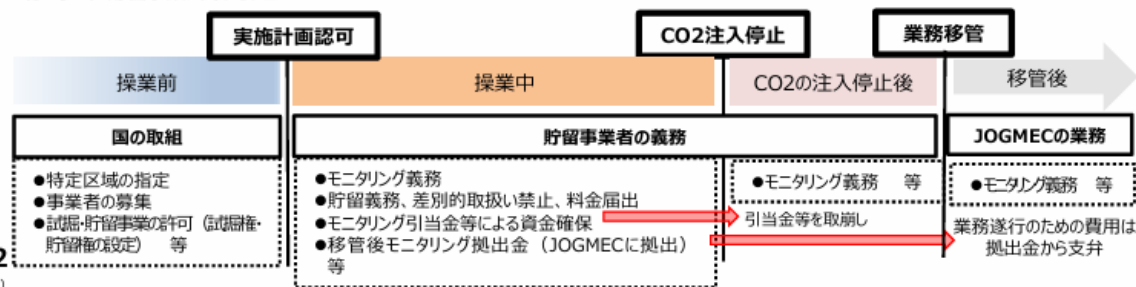 実施計画認可
CO2注入停止
業務移管
操業前
操業中
CO2の注入停止後
移管後
国の取組
貯留事業者の義務
JOGMECの業務
●特定区域の指定
●事業者の募集
●試掘・貯留事業の許可（試掘権・
貯留権の設定） 等
●モニタリング義務
●貯留義務、差別的取扱い禁止、料金届出
●モニタリング引当金等による資金確保
●移管後モニタリング拠出金（JOGMECに拠出）
等
●モニタリング義務 等
引当金等を取崩し
●モニタリング義務 等
業務遂行のための費用は
拠出金から支弁
2
）